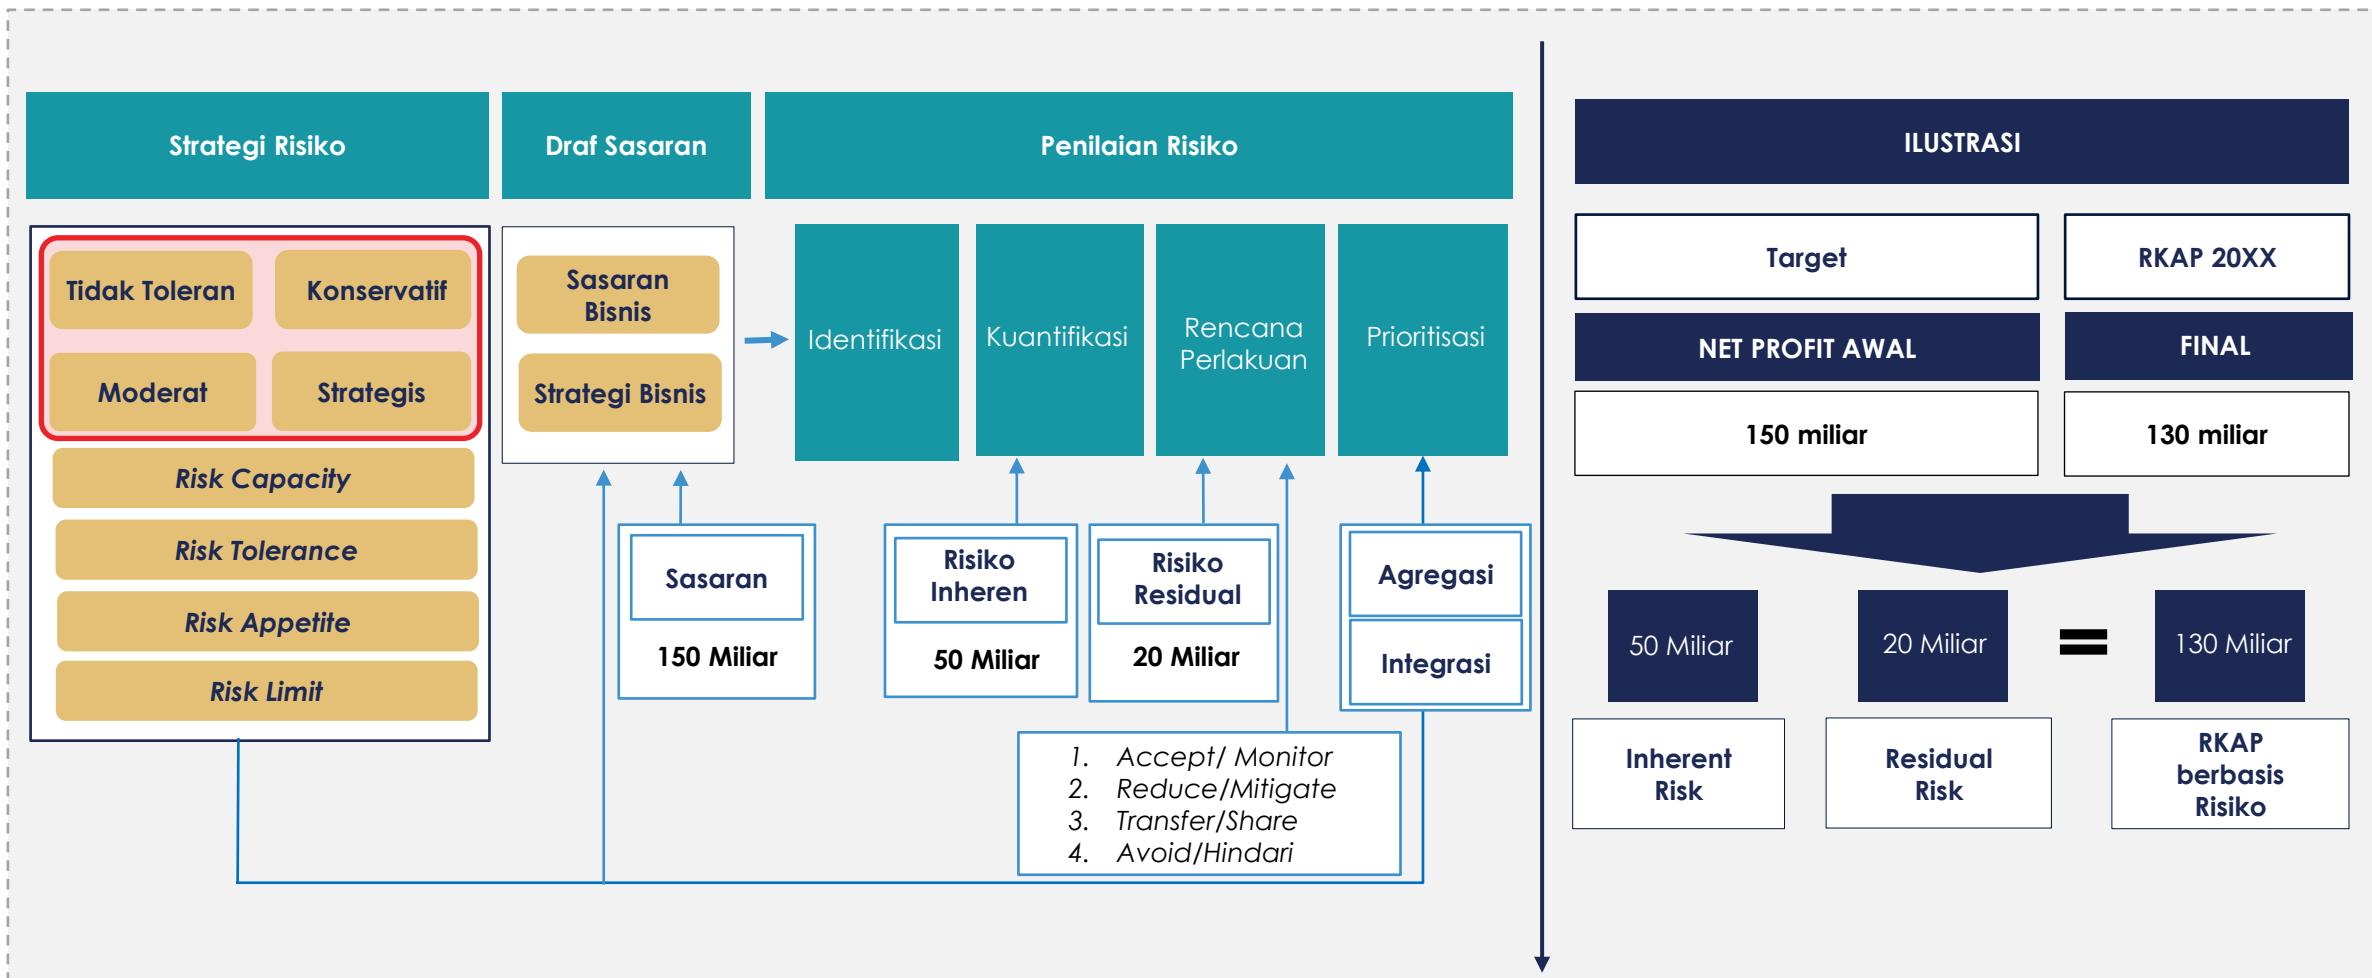 Strategi Risiko
Draf Sasaran
Penilaian Risiko
Tidak Toleran
Konservatif
Moderat
Strategis
Risk Capacity
Risk Tolerance
Risk Appetite
Risk Limit
Sasaran
Bisnis
Strategi Bisnis
Identifikasi
Kuantifikasi
Rencana
Perlakuan
Prioritisasi
Sasaran
150 Miliar
Risiko
Inheren
50 Miliar
Risiko
Residual
20 Miliar
Agregasi
Integrasi
1. Accept/ Monitor
2. Reduce/Mitigate
3. Transfer/Share
4. Avoid/Hindari
ILUSTRASI
Target
RKAP 20XX
NET PROFIT AWAL
FINAL
150 miliar
130 miliar
50 Miliar
20 Miliar
=
130 Miliar
Inherent
Risk
Residual
Risk
RKAP
berbasis
Risiko